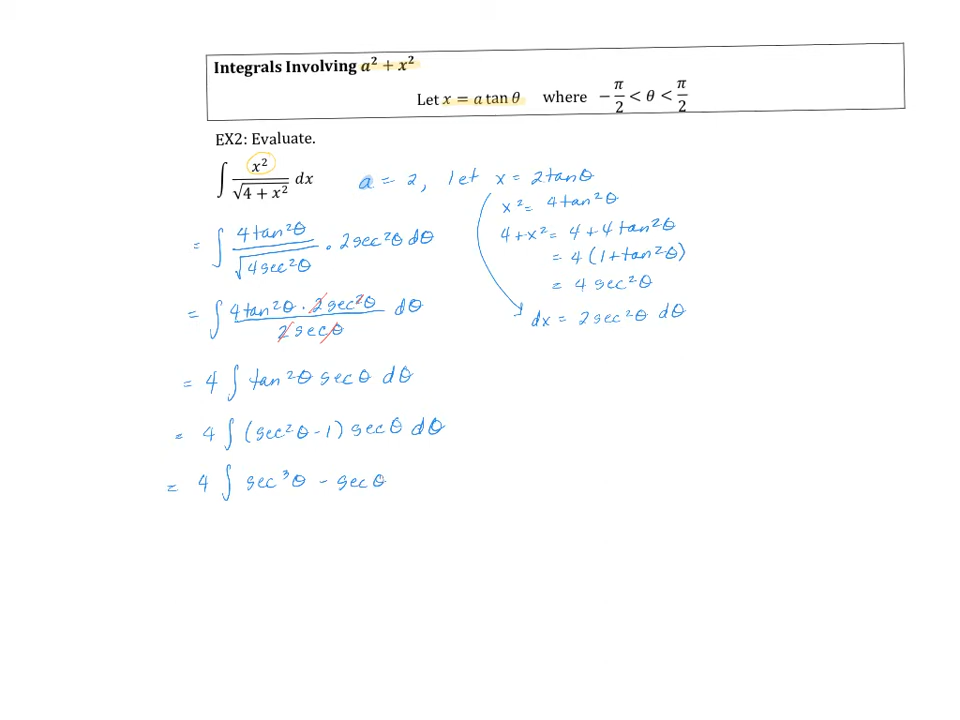 Integrals Involving a² + x²
Let x = a tan θ where −π/2 < θ < π/2
EX2: Evaluate.
∫ x²/√(4 + x²) dx
a = 2, let x = 2tanθ
x² = 4tan²θ
4+x² = 4 + 4tan²θ
= 4(1+tan²θ)
= 4 sec²θ
dx = 2sec²θ dθ
= ∫ 4tan²θ/√(4sec²θ) · 2sec²θ dθ
= ∫ (4tan²θ · 2sec²θ)/(2secθ) dθ
= 4 ∫ tan²θ secθ dθ
= 4 ∫ (sec²θ - 1) secθ dθ
= 4 ∫ sec³θ - secθ